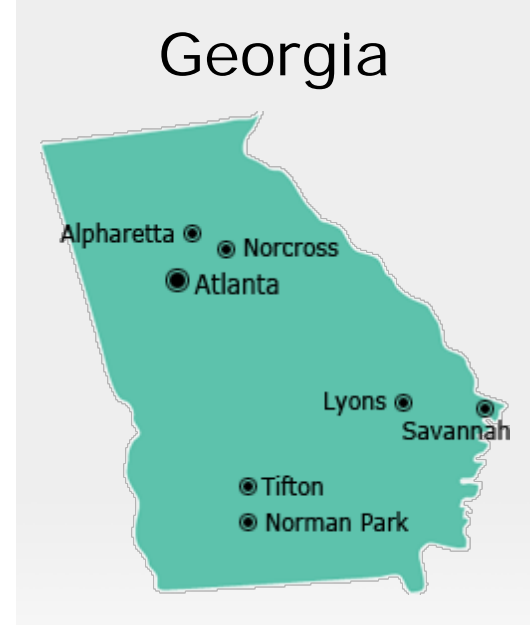 Georgia
Alpharetta
Norcross
Atlanta
Lyons
Savannah
Tifton
Norman Park